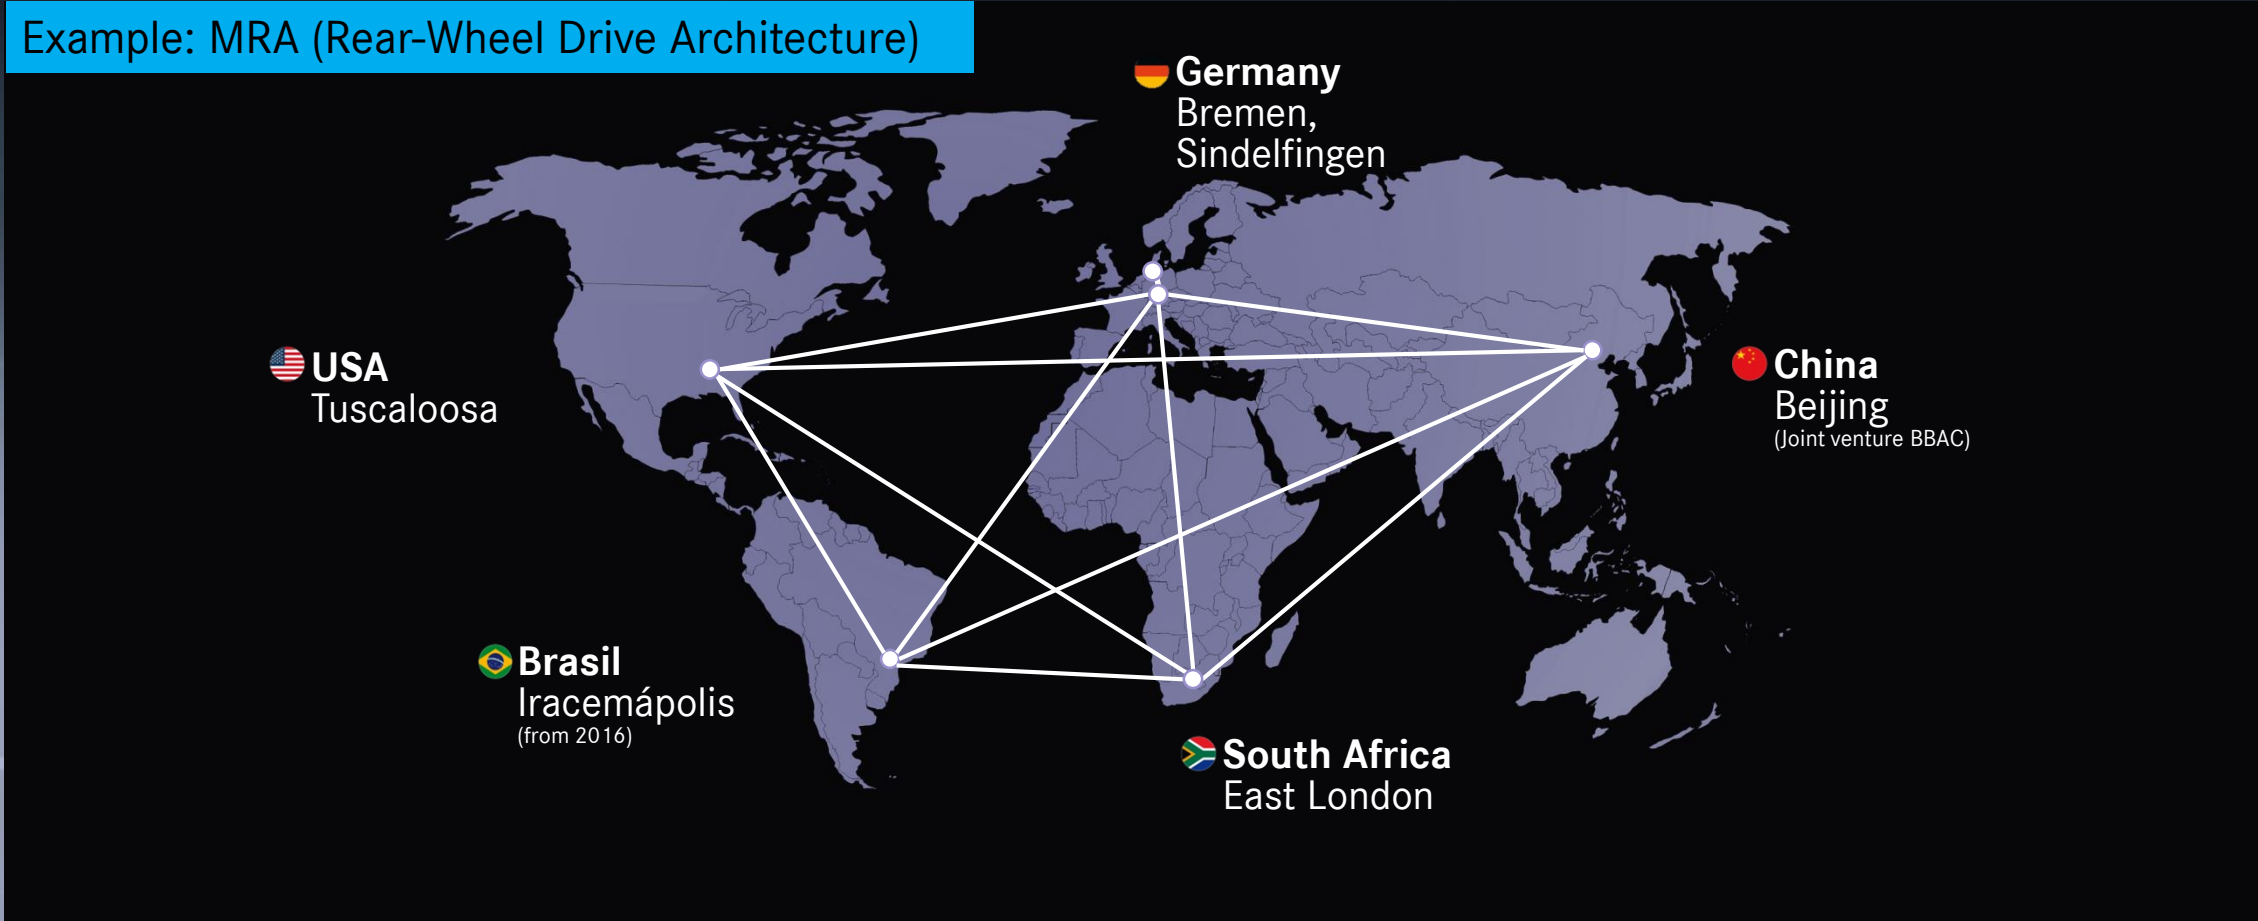 Example: MRA (Rear-Wheel Drive Architecture)
Germany
Bremen,
Sindelfingen
USA
Tuscaloosa
China
Beijing
(Joint venture BBAC)
Brasil
Iracemápolis
(from 2016)
South Africa
East London